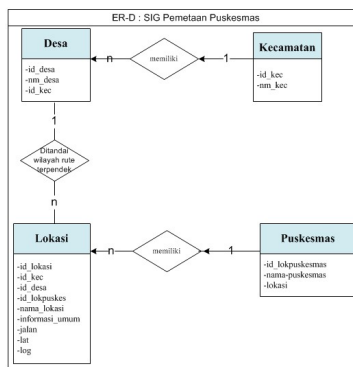 ER-D : SIG Pemetaan Puskesmas
Desa
-id_desa
-nm_desa
-id_kec
n
memiliki
1
Kecamatan
-id_kec
-nm_kec
1
Ditandai
wilayah rute
terpendek
n
Lokasi
-id_lokasi
-id_kec
-id_desa
-id_lokpuskes
-nama_lokasi
-informasi_umum
-jalan
-lat
-log
n
memiliki
1
Puskesmas
-id_lokpuskesmas
-nama-puskesmas
-lokasi